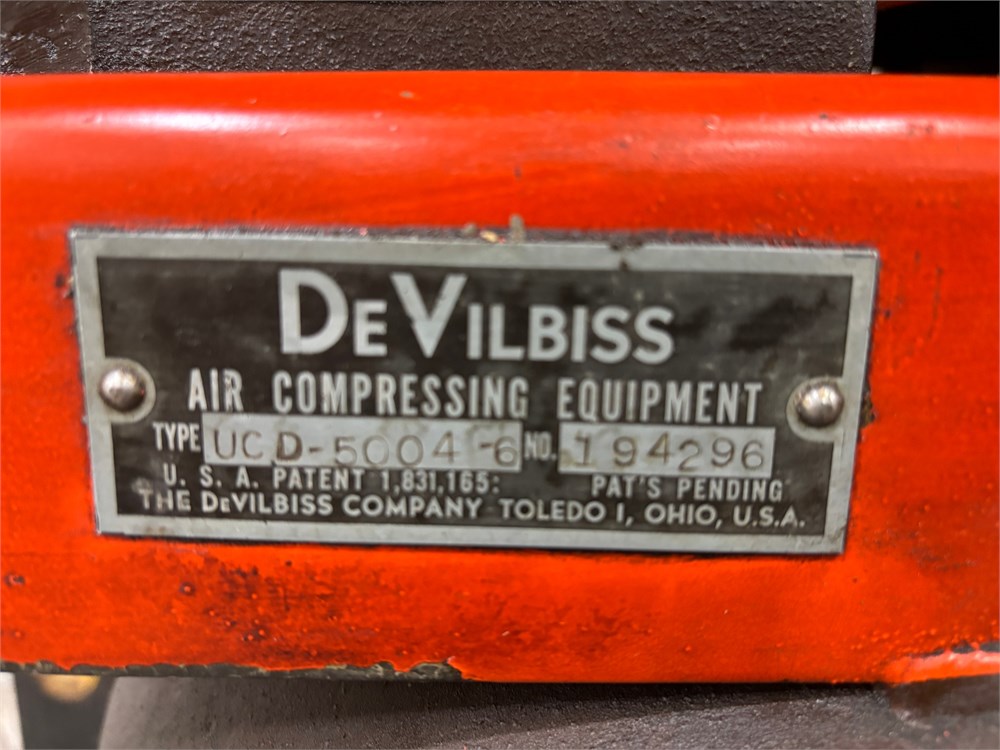 DEVILBISS
AIR COMPRESSING EQUIPMENT
TYPE UCD-5004-6 NO. 194296
U. S. A. PATENT 1,831,165: PAT'S PENDING
THE DEVILBISS COMPANY TOLEDO 1, OHIO, U.S.A.